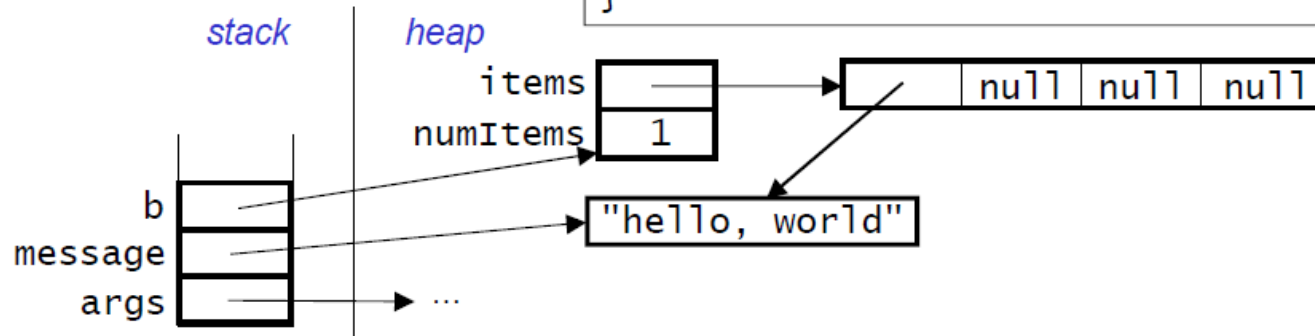 }
stack heap
items null null null
numItems 1
b
"hello, world"
message
args ...